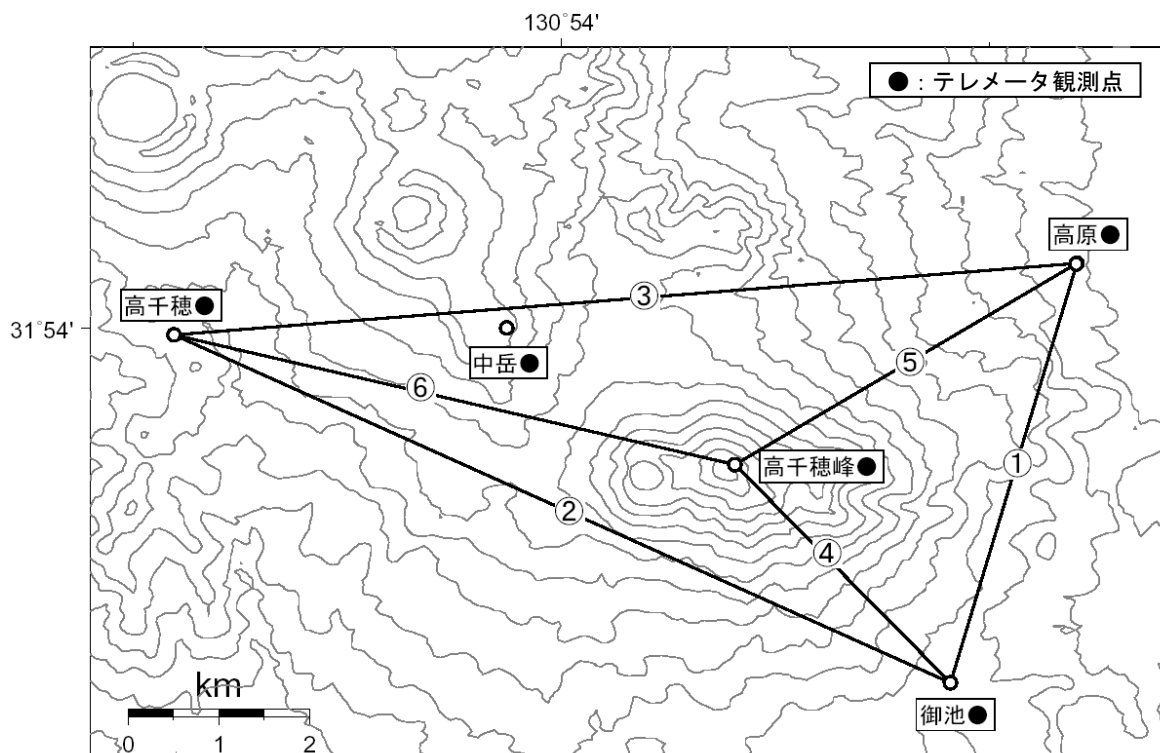 130°54'
●：テレメータ観測点
高原●
高千穂●
③
31°54'
中岳●
⑤
⑥
高千穂峰●
①
②
④
km
御池●
0 1 2